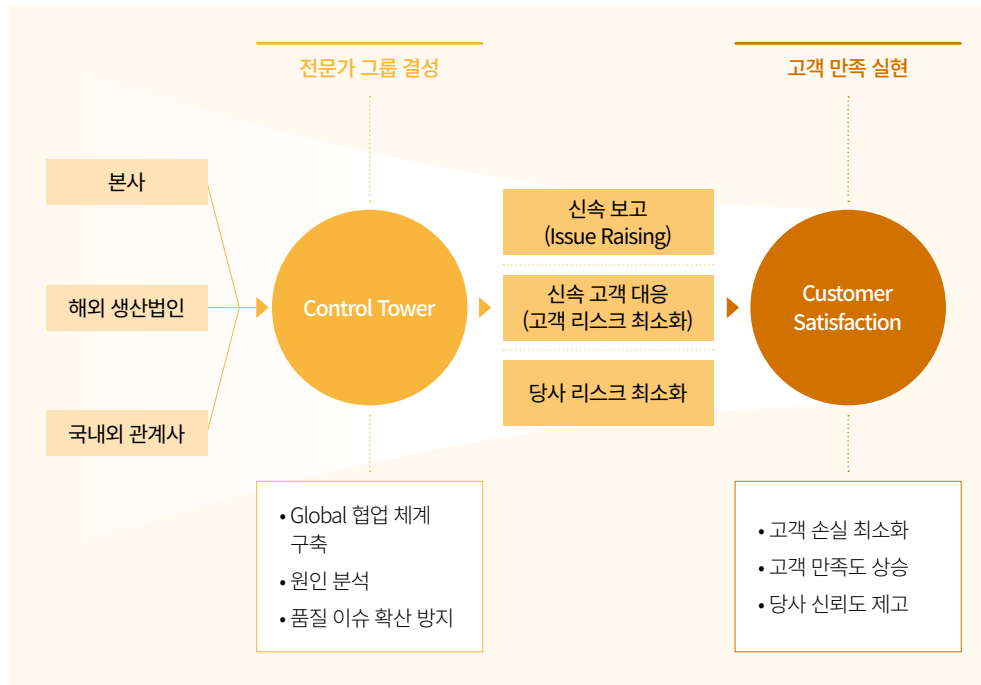 전문가 그룹 결성
고객 만족 실현
본사
해외 생산법인
국내외 관계사
Control Tower
신속 보고
(Issue Raising)
신속 고객 대응
(고객 리스크 최소화)
당사 리스크 최소화
Customer
Satisfaction
• Global 협업 체계
구축
• 원인 분석
• 품질 이슈 확산 방지
• 고객 손실 최소화
• 고객 만족도 상승
• 당사 신뢰도 제고